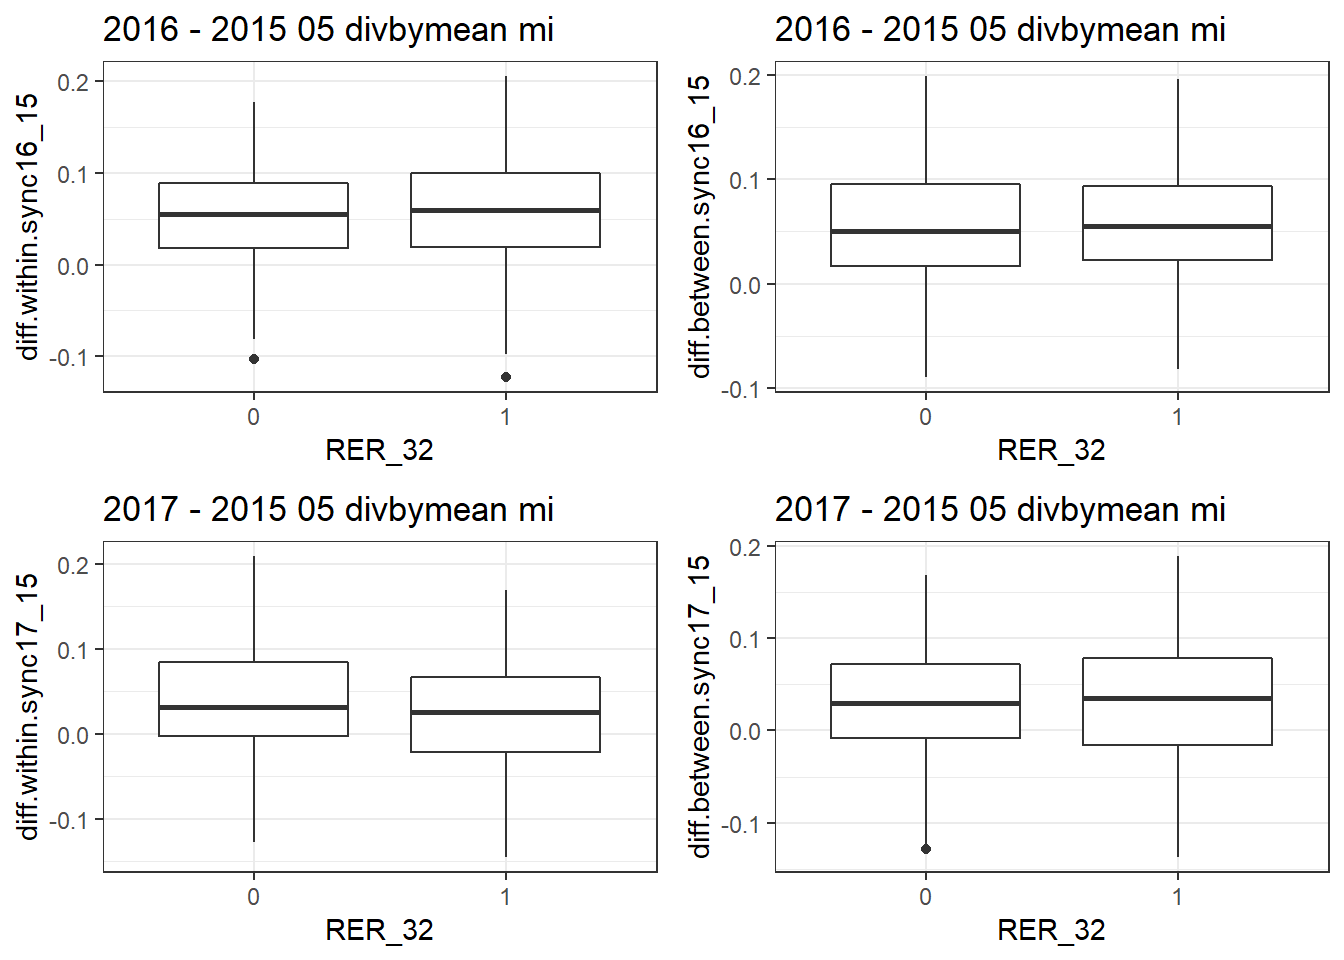 2016 - 2015 05 divbymean mi
diff.within.sync16_15
0.2
0.1
0.0
-0.1
0
1
RER_32
2016 - 2015 05 divbymean mi
diff.between.sync16_15
0.2
0.1
0.0
-0.1
0
1
RER_32
2017 - 2015 05 divbymean mi
diff.within.sync17_15
0.2
0.1
0.0
-0.1
0
1
RER_32
2017 - 2015 05 divbymean mi
diff.between.sync17_15
0.2
0.1
0.0
-0.1
0
1
RER_32